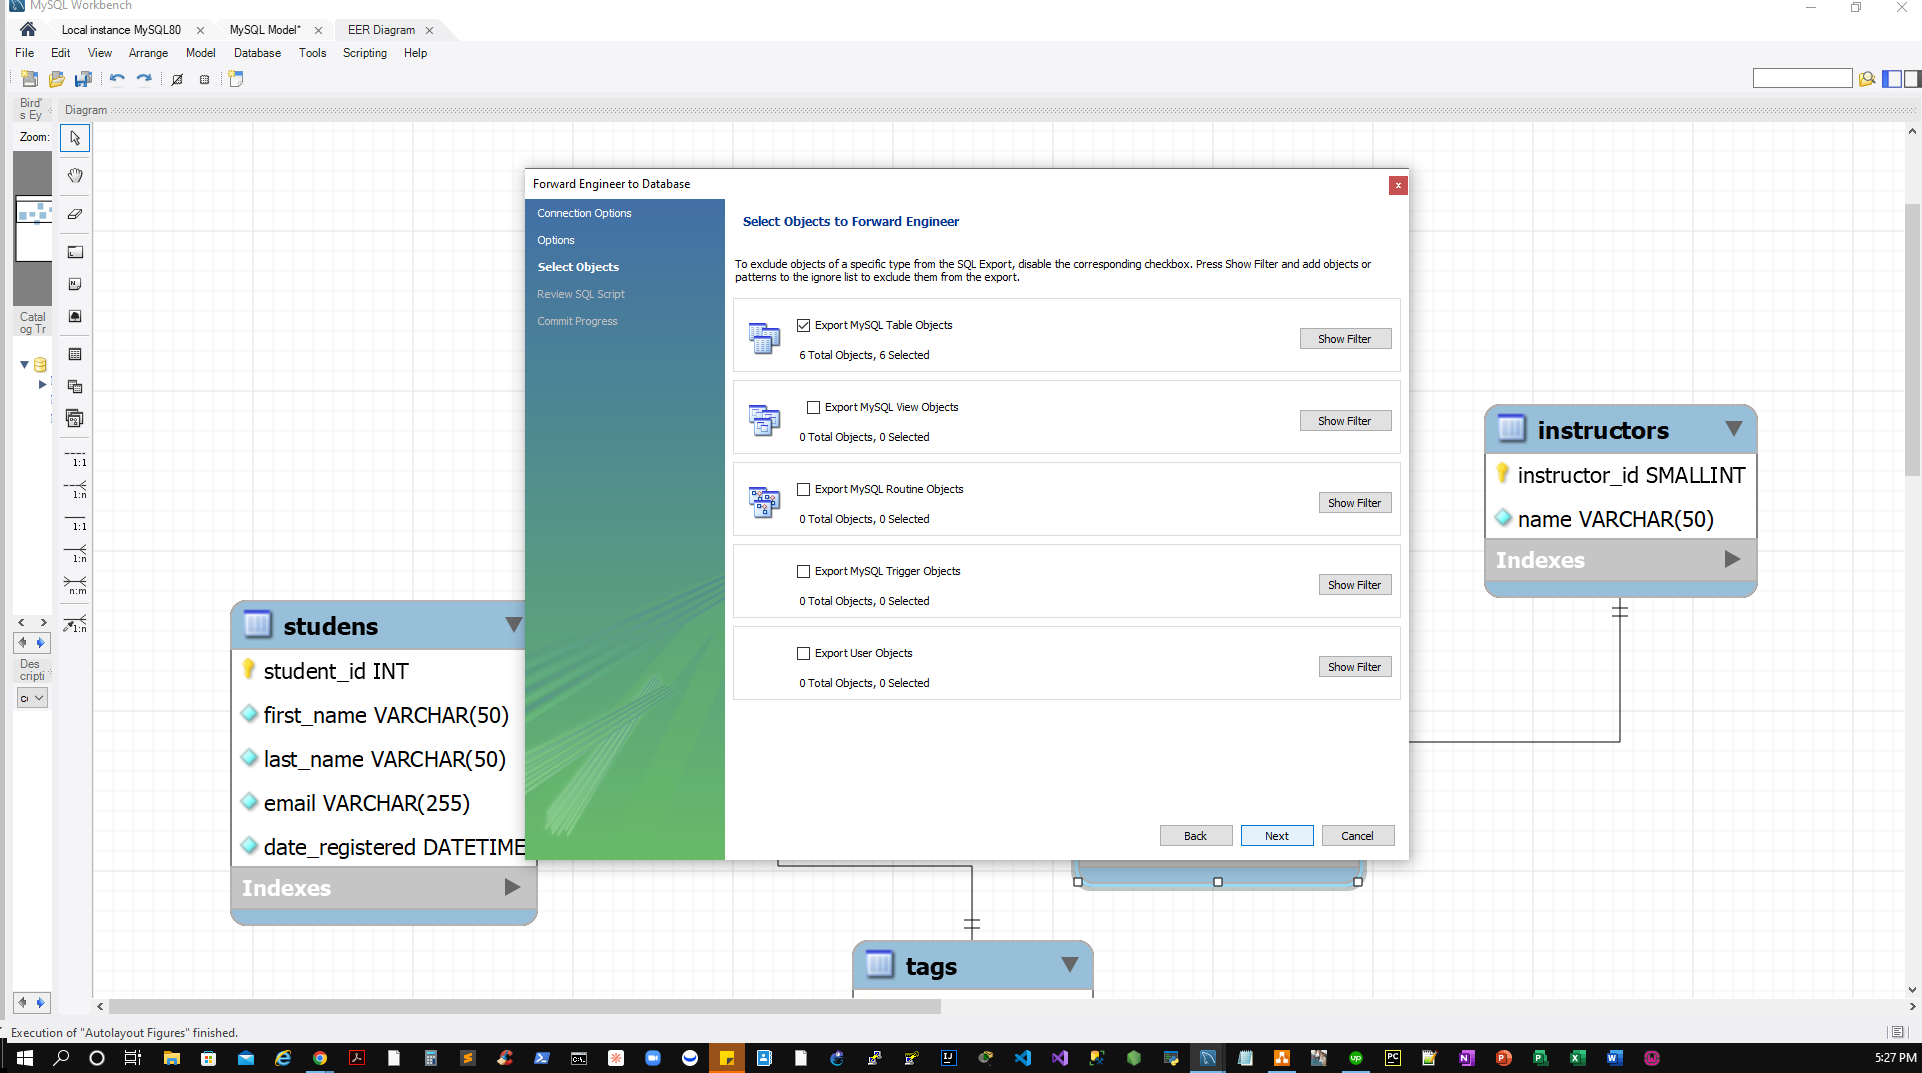 MySQL Workbench
Local instance MySQL80
MySQL Model*
EER Diagram
File Edit View Arrange Model Database Tools Scripting Help
Bird'
s Ey
Diagram
Zoom:
Catal
og Tr
1:1
1:n
1:1
1:n
n:m
1:n
Des
cripti
Forward Engineer to Database
x
Connection Options
Options
Select Objects
Review SQL Script
Commit Progress
Select Objects to Forward Engineer
To exclude objects of a specific type from the SQL Export, disable the corresponding checkbox. Press Show Filter and add objects or
patterns to the ignore list to exclude them from the export.
Export MySQL Table Objects
6 Total Objects, 6 Selected
Show Filter
Export MySQL View Objects
0 Total Objects, 0 Selected
Show Filter
Export MySQL Routine Objects
0 Total Objects, 0 Selected
Show Filter
Export MySQL Trigger Objects
0 Total Objects, 0 Selected
Show Filter
Export User Objects
0 Total Objects, 0 Selected
Show Filter
Back Next Cancel
instructors
instructor_id SMALLINT
name VARCHAR(50)
Indexes
studens
student_id INT
first_name VARCHAR(50)
last_name VARCHAR(50)
email VARCHAR(255)
date_registered DATETIME
Indexes
tags
Execution of "Autolayout Figures" finished.
5:27 PM